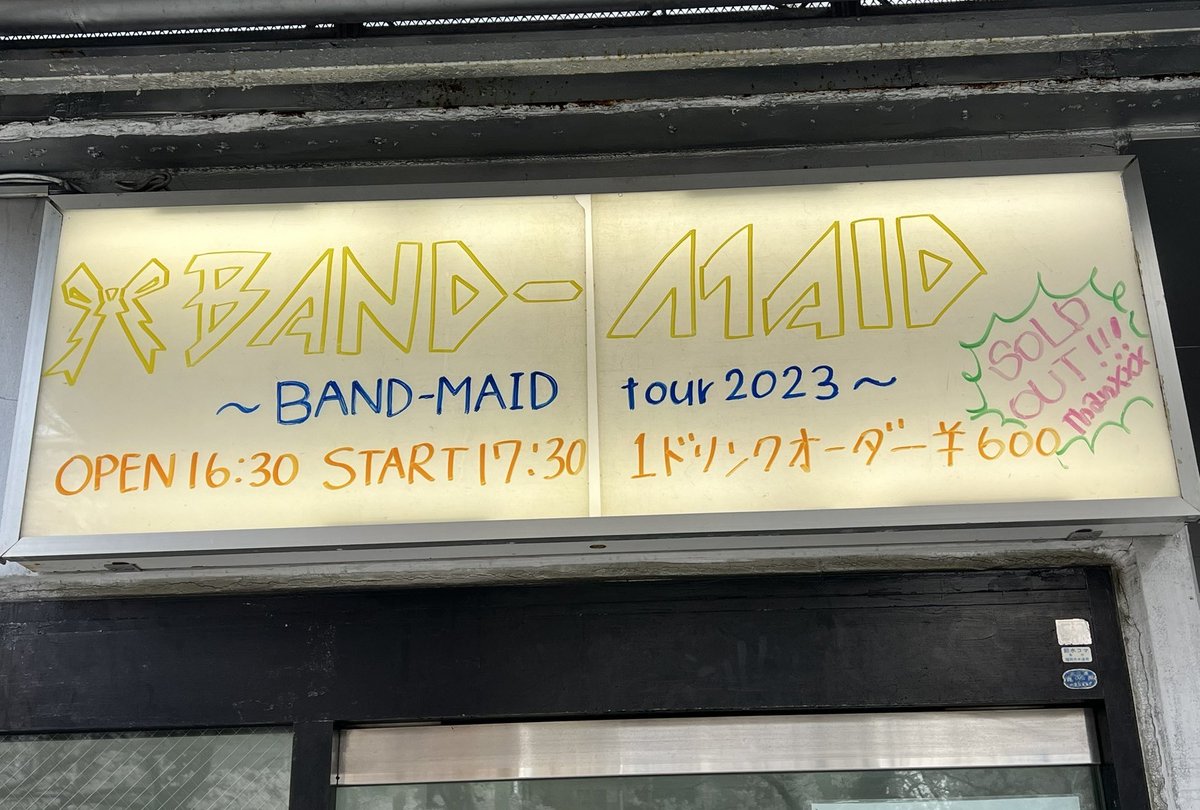 BAND-MAID
～BAND-MAID tour 2023～
OPEN 16:30 START 17:30 1ドリンクオーダー¥600
SOLD
OUT!!!
Thanxxx